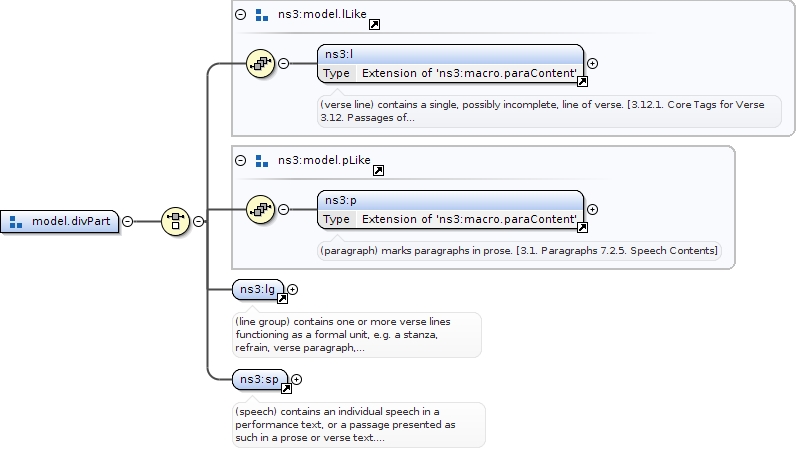 ns3:model.lLike
ns3:l
Type Extension of 'ns3:macro.paraContent'
(verse line) contains a single, possibly incomplete, line of verse. [3.12.1. Core Tags for Verse
3.12. Passages of...
ns3:model.pLike
ns3:p
Type Extension of 'ns3:macro.paraContent'
(paragraph) marks paragraphs in prose. [3.1. Paragraphs 7.2.5. Speech Contents]
model.divPart
ns3:lg
(line group) contains one or more verse lines
functioning as a formal unit, e.g. a stanza,
refrain, verse paragraph,...
ns3:sp
(speech) contains an individual speech in a
performance text, or a passage presented as
such in a prose or verse text....